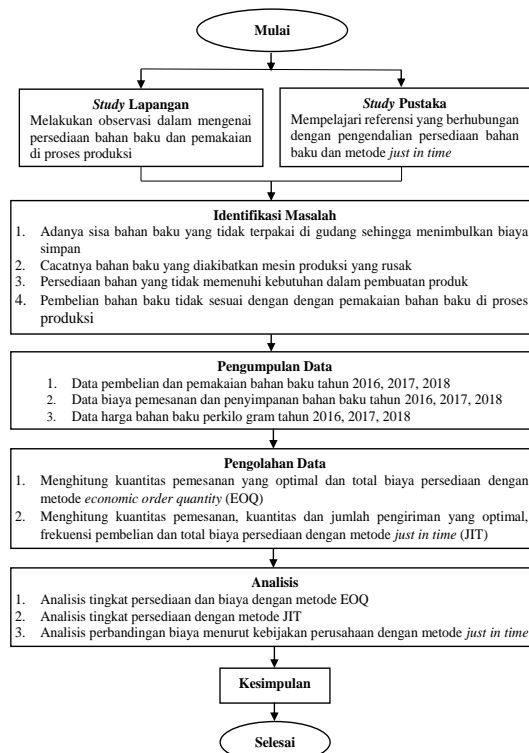 Mulai
Study Lapangan
Melakukan observasi dalam mengenai
persediaan bahan baku dan pemakaian
di proses produksi
Study Pustaka
Mempelajari referensi yang berhubungan
dengan pengendalian persediaan bahan
baku dan metode just in time
Identifikasi Masalah
1. Adanya sisa bahan baku yang tidak terpakai di gudang sehingga menimbulkan biaya
simpan
2. Cacatnya bahan baku yang diakibatkan mesin produksi yang rusak
3. Persediaan bahan yang tidak memenuhi kebutuhan dalam pembuatan produk
4. Pembelian bahan baku tidak sesuai dengan dengan pemakaian bahan baku di proses
produksi
Pengumpulan Data
1. Data pembelian dan pemakaian bahan baku tahun 2016, 2017, 2018
2. Data biaya pemesanan dan penyimpanan bahan baku tahun 2016, 2017, 2018
3. Data harga bahan baku perkilo gram tahun 2016, 2017, 2018
Pengolahan Data
1. Menghitung kuantitas pemesanan yang optimal dan total biaya persediaan dengan
metode economic order quantity (EOQ)
2. Menghitung kuantitas pemesanan, kuantitas dan jumlah pengiriman yang optimal,
frekuensi pembelian dan total biaya persediaan dengan metode just in time (JIT)
Analisis
1. Analisis tingkat persediaan dan biaya dengan metode EOQ
2. Analisis tingkat persediaan dengan metode JIT
3. Analisis perbandingan biaya menurut kebijakan perusahaan dengan metode just in time
Kesimpulan
Selesai